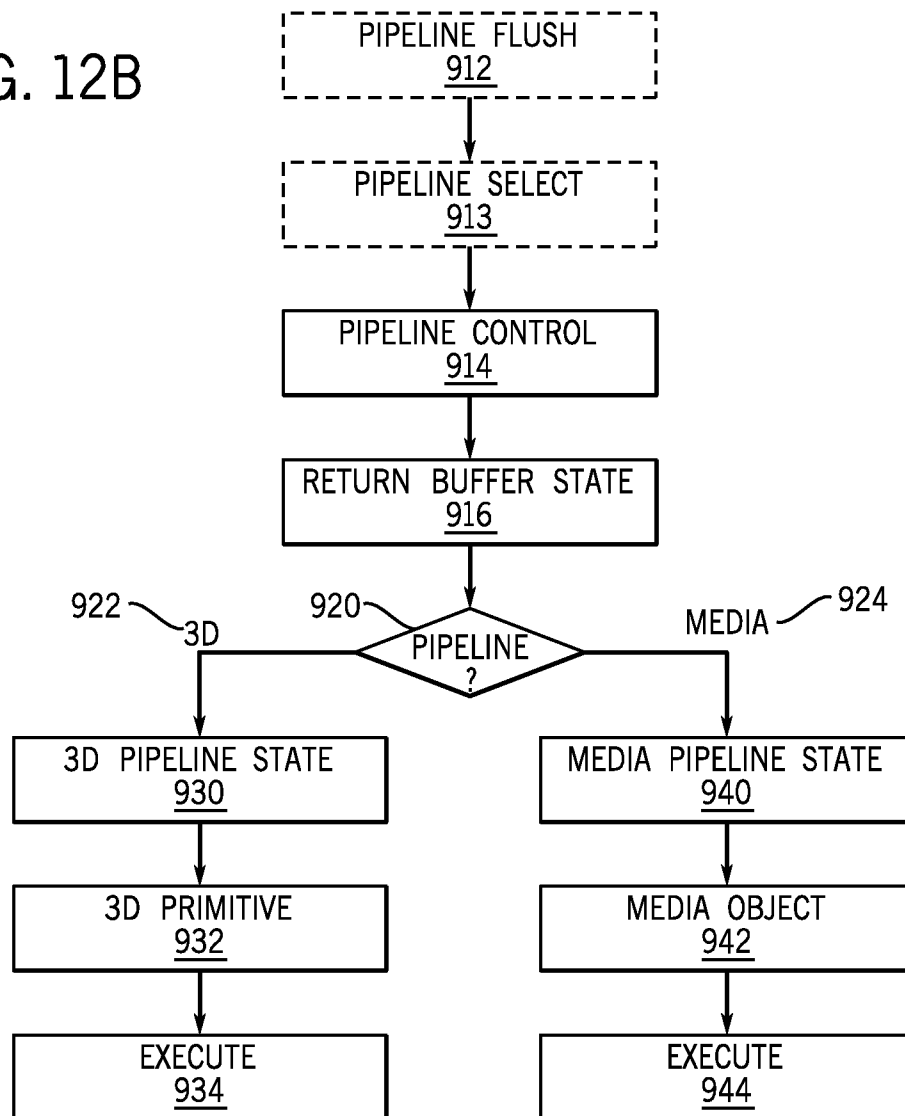 PIPELINE FLUSH
912
G. 12B
PIPELINE SELECT
913
PIPELINE CONTROL
914
RETURN BUFFER STATE
916
922
3D
920
PIPELINE
?
MEDIA
924
3D PIPELINE STATE
930
MEDIA PIPELINE STATE
940
3D PRIMITIVE
932
MEDIA OBJECT
942
EXECUTE
934
EXECUTE
944